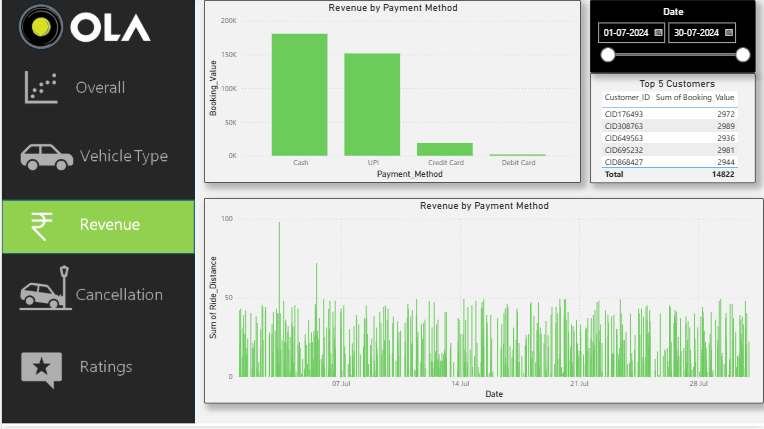 OLA
Overall
Vehicle Type
Revenue
Cancellation
Ratings
Revenue by Payment Method
Booking_Value
200K
150K
100K
50K
0K
Cash UPI Credit Card Debit Card
Payment_Method
Date
01-07-2024 30-07-2024
Top 5 Customers
Customer_ID Sum of Booking_Value
CID176493 2972
CID308763 2989
CID649563 2936
CID695232 2981
CID868427 2944
Total 14822
Revenue by Payment Method
Sum of Ride_Distance
100
50
0
07 Jul 14 Jul 21 Jul 28 Jul
Date